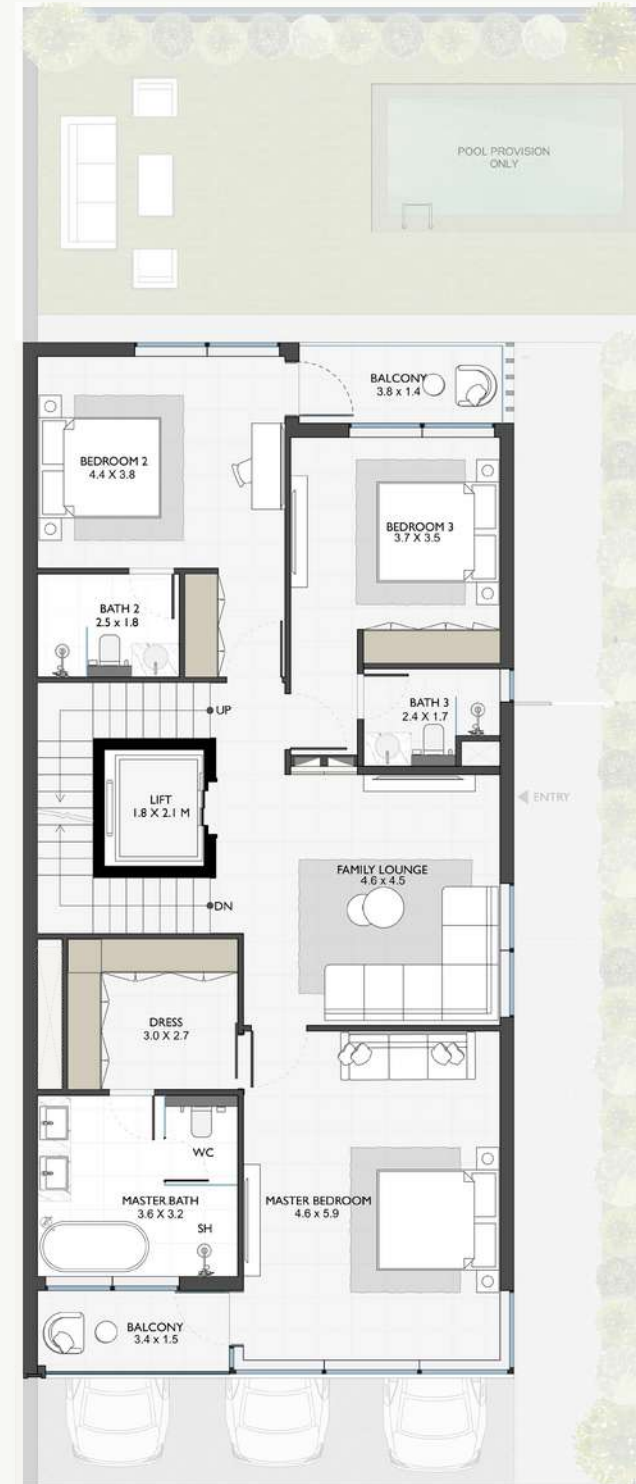 POOL PROVISION
ONLY
BALCONY
3.8 x 1.4
BEDROOM 2
4.4 X 3.8
BEDROOM 3
3.7 X 3.5
BATH 2
2.5 x 1.8
UP
BATH 3
2.4 X 1.7
LIFT
1.8 X 2.1 M
ENTRY
FAMILY LOUNGE
4.6 x 4.5
DN
DRESS
3.0 X 2.7
WC
MASTER BATH
3.6 X 3.2
MASTER BEDROOM
4.6 x 5.9
SH
BALCONY
3.4 x 1.5